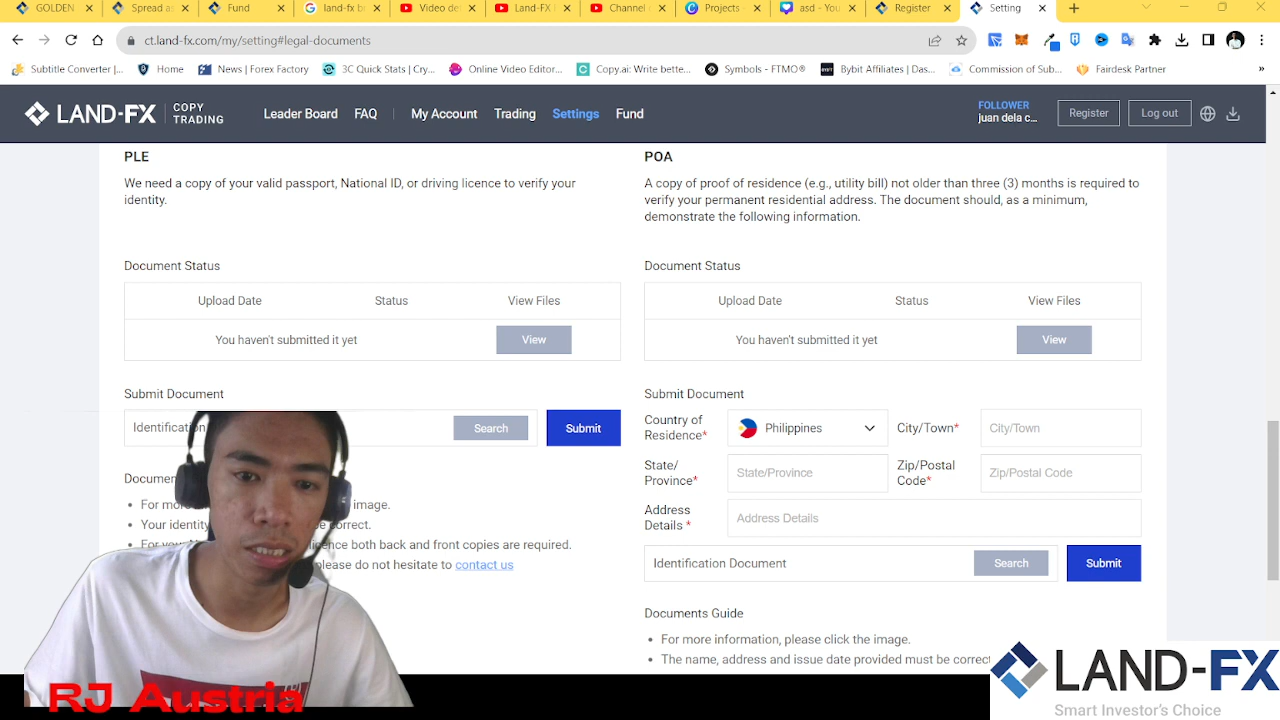 GOLDEN
Spread as
Fund
land-fx b
Video de
Land-FX
Channel
Projects -
asd - You
Register
Setting
ct.land-fx.com/my/setting#legal-documents
Subtitle Converter |...
Home
News | Forex Factory
3C Quick Stats | Cry...
Online Video Editor...
Copy.ai: Write bette...
Symbols - FTMO®
Bybit Affiliates | Das...
Commission of Sub...
Fairdesk Partner
»
LAND-FX
COPY
TRADING
Leader Board
FAQ
My Account
Trading
Settings
Fund
FOLLOWER
juan dela c...
Register
Log out
PLE
We need a copy of your valid passport, National ID, or driving licence to verify your
identity.
Document Status
Upload Date
Status
View Files
You haven't submitted it yet
View
Submit Document
Identification
Search
Submit
Documen
For more
image.
Your identity
be correct.
ence both back and front copies are required.
please do not hesitate to contact us
POA
A copy of proof of residence (e.g., utility bill) not older than three (3) months is required to
verify your permanent residential address. The document should, as a minimum,
demonstrate the following information.
Document Status
Upload Date
Status
View Files
You haven't submitted it yet
View
Submit Document
Country of
Residence*
Philippines
City/Town*
City/Town
State/
Province*
State/Province
Zip/Postal
Code*
Zip/Postal Code
Address
Details *
Address Details
Identification Document
Search
Submit
Documents Guide
For more information, please click the image.
The name, address and issue date provided must be correct
RJ Austria
LAND-FX
Smart Investor's Choice